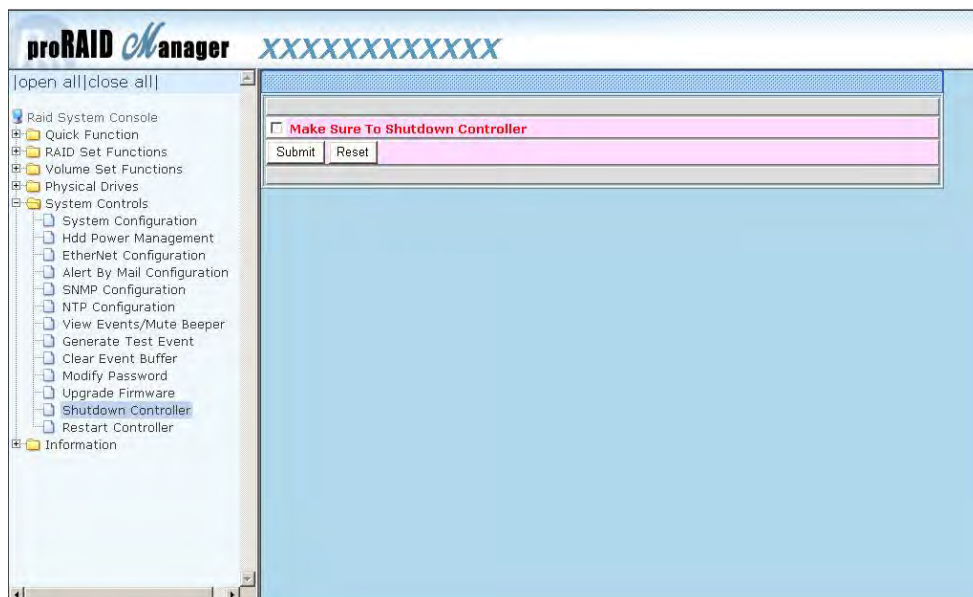 proRAID Manager XXXXXXXXXXXX
|open all|close all|
Raid System Console
Quick Function
RAID Set Functions
Volume Set Functions
Physical Drives
System Controls
System Configuration
Hdd Power Management
EtherNet Configuration
Alert By Mail Configuration
SNMP Configuration
NTP Configuration
View Events/Mute Beeper
Generate Test Event
Clear Event Buffer
Modify Password
Upgrade Firmware
Shutdown Controller
Restart Controller
Information
Make Sure To Shutdown Controller
Submit Reset